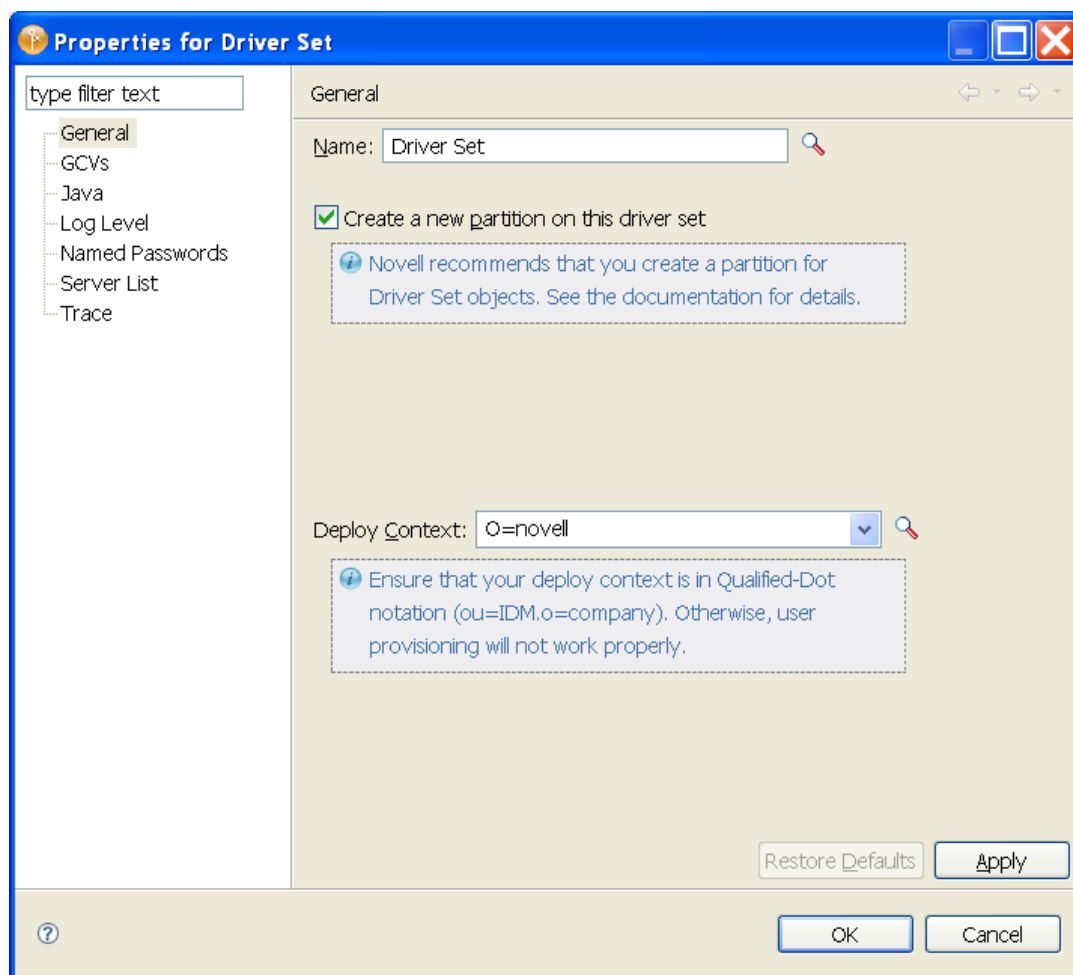 Properties for Driver Set
type filter text
General
GCVs
Java
Log Level
Named Passwords
Server List
Trace
General
Name: Driver Set
Create a new partition on this driver set
Novell recommends that you create a partition for
Driver Set objects. See the documentation for details.
Deploy Context: O=novell
Ensure that your deploy context is in Qualified-Dot
notation (ou=IDM.o=company). Otherwise, user
provisioning will not work properly.
Restore Defaults Apply
? OK Cancel